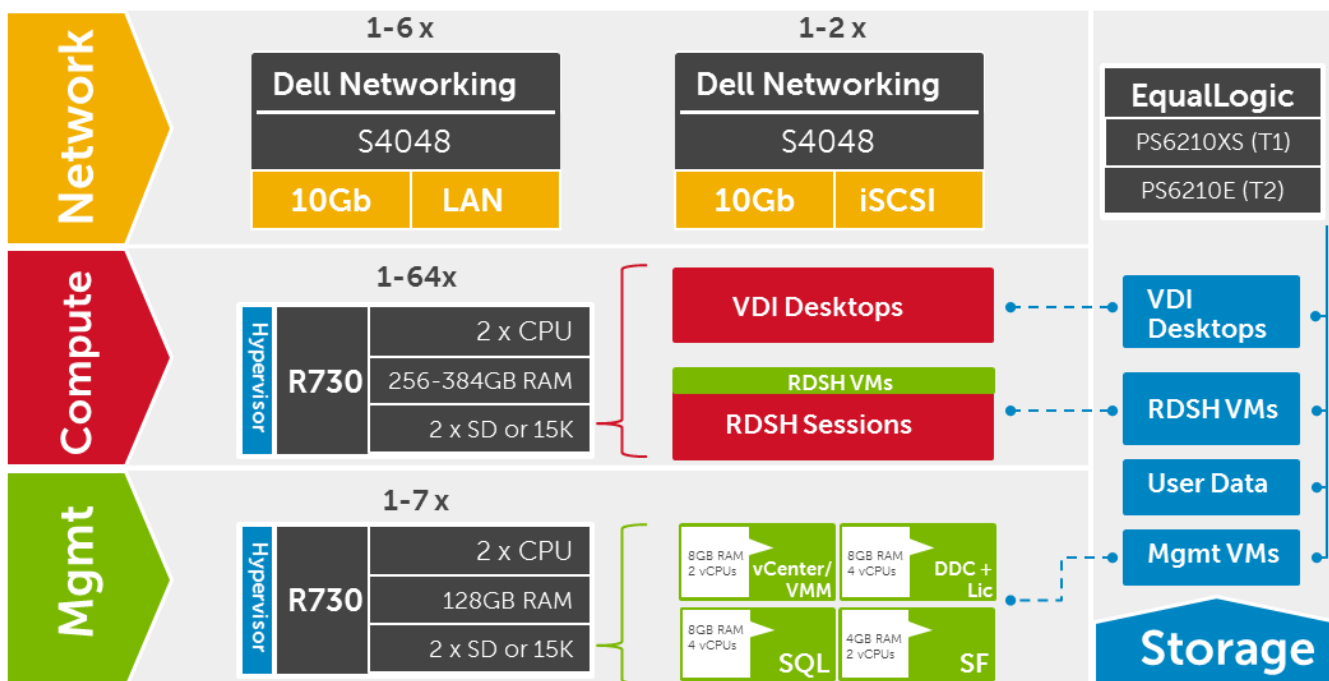 Network
1-6 x
Dell Networking
S4048
10Gb LAN
1-2 x
Dell Networking
S4048
10Gb iSCSI
EqualLogic
PS6210XS (T1)
PS6210E (T2)
Compute
1-64x
Hypervisor
R730
2 x CPU
256-384GB RAM
2 x SD or 15K
VDI Desktops
RDSH VMs
RDSH Sessions
VDI
Desktops
RDSH VMs
User Data
Mgmt VMs
Storage
Mgmt
1-7 x
Hypervisor
R730
2 x CPU
128GB RAM
2 x SD or 15K
8GB RAM
2 vCPUs
vCenter/
VMM
8GB RAM
4 vCPUs
DDC +
Lic
8GB RAM
4 vCPUs
SQL
4GB RAM
2 vCPUs
SF